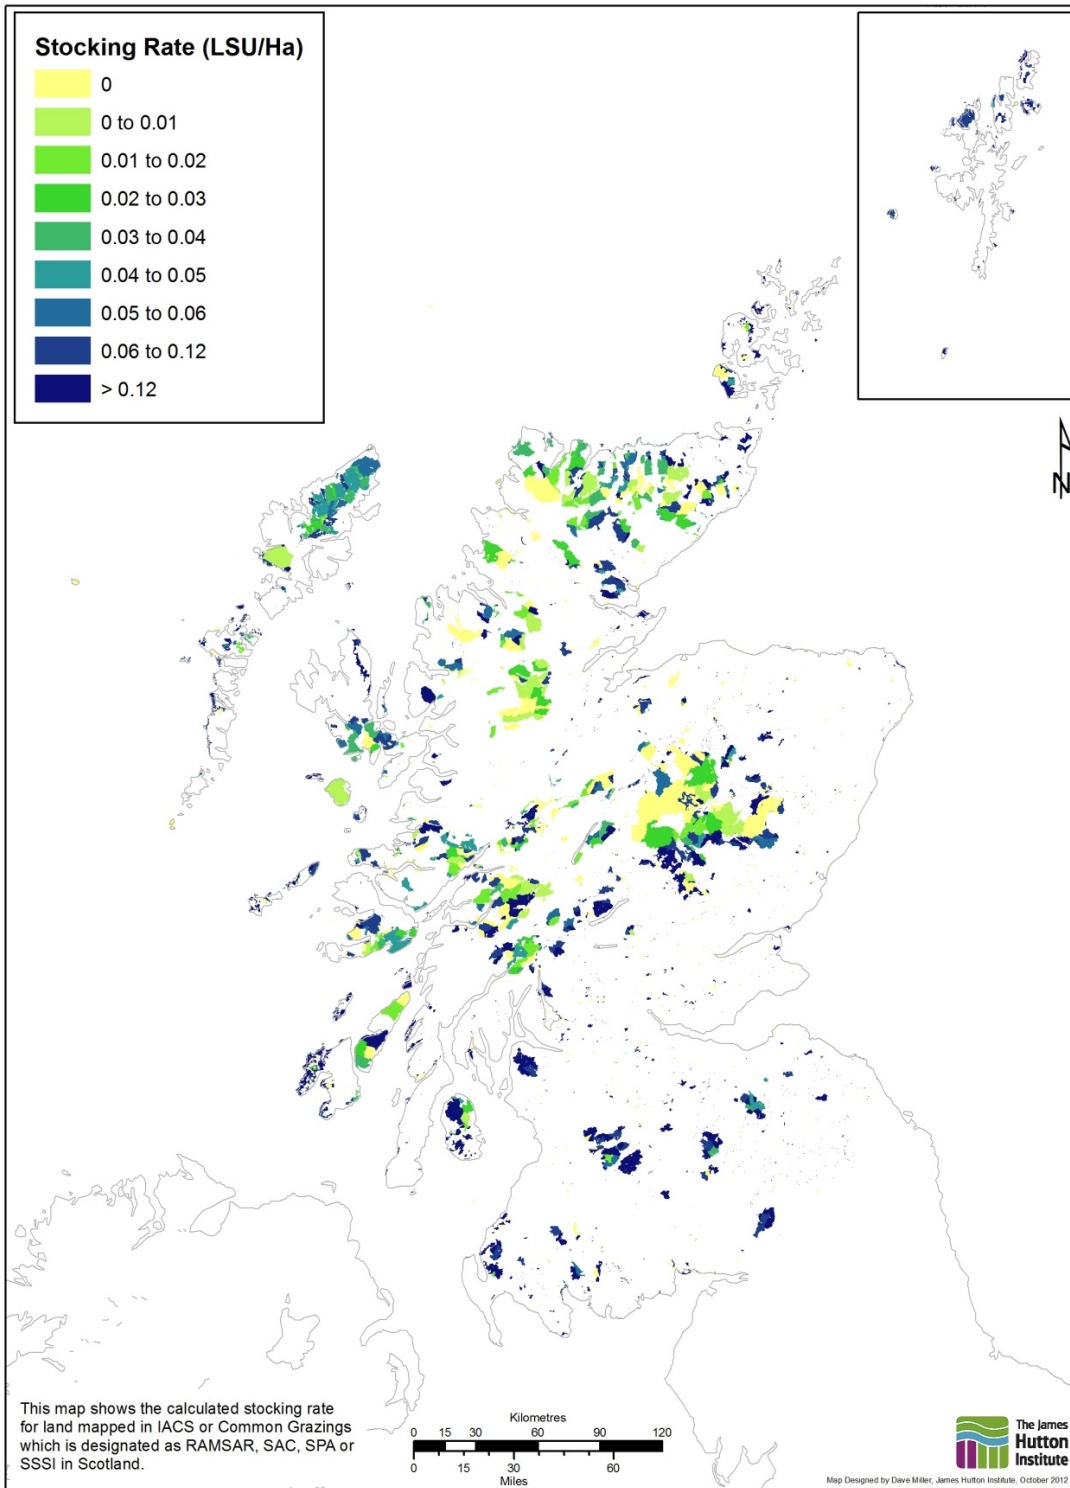 Stocking Rate (LSU/Ha)
0
0 to 0.01
0.01 to 0.02
0.02 to 0.03
0.03 to 0.04
0.04 to 0.05
0.05 to 0.06
0.06 to 0.12
> 0.12
N
This map shows the calculated stocking rate
for land mapped in IACS or Common Grazings
which is designated as RAMSAR, SAC, SPA or
SSSI in Scotland.
Kilometres
0 15 30 60 90 120
0 15 30 60
Miles
The James
Hutton
Institute
Map Designed by Dave Miller, James Hutton Institute, October 2012